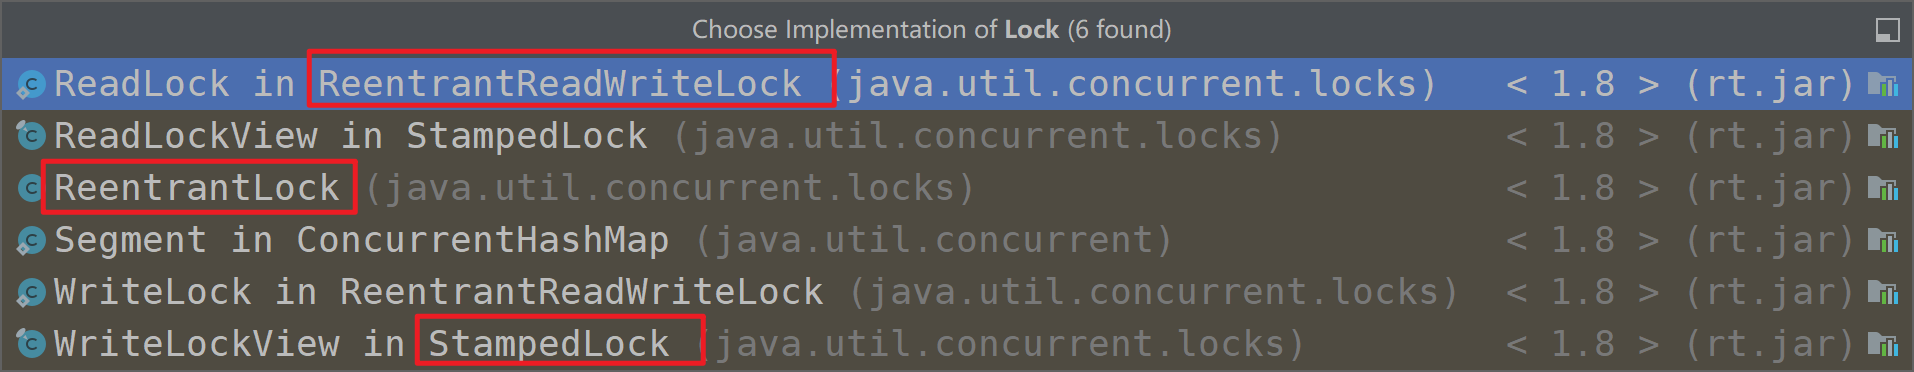 Choose Implementation of Lock (6 found)
ReadLock in ReentrantReadWriteLock (java.util.concurrent.locks) < 1.8 > (rt.jar)
ReadLockView in StampedLock (java.util.concurrent.locks) < 1.8 > (rt.jar)
ReentrantLock (java.util.concurrent.locks) < 1.8 > (rt.jar)
Segment in ConcurrentHashMap (java.util.concurrent) < 1.8 > (rt.jar)
WriteLock in ReentrantReadWriteLock (java.util.concurrent.locks) < 1.8 > (rt.jar)
WriteLockView in StampedLock (java.util.concurrent.locks) < 1.8 > (rt.jar)